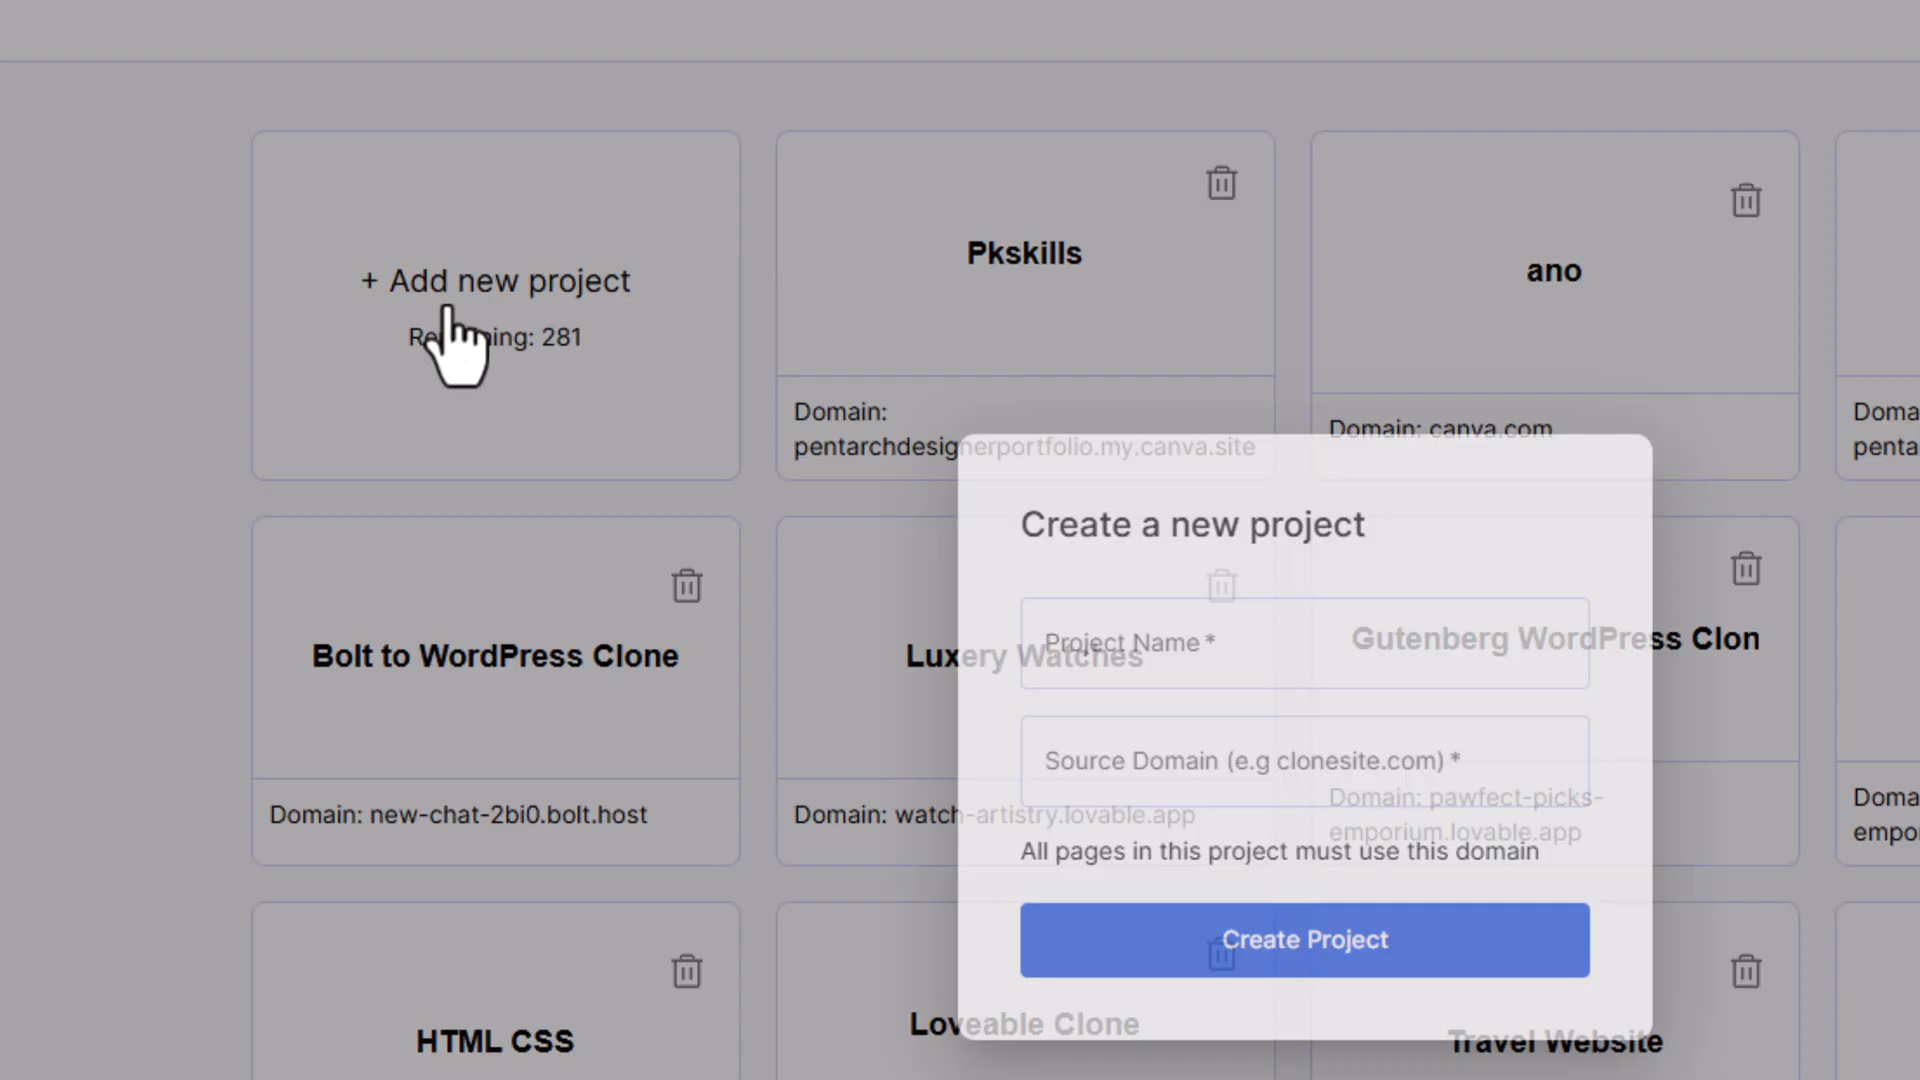 + Add new project
Remaining: 281
Pkskills
Domain:
pentarchdesignerportfolio.my.canva.site
ano
Domain: canva.com
Doma
penta
Bolt to WordPress Clone
Domain: new-chat-2bi0.bolt.host
Luxery Watches
Domain: watch-artistry.lovable.app
Gutenberg WordPress Clon
Domain: pawfect-picks-
emporium.lovable.app
Doma
empo
HTML CSS
Loveable Clone
Travel Website
Create a new project
Project Name *
Source Domain (e.g clonesite.com) *
All pages in this project must use this domain
Create Project